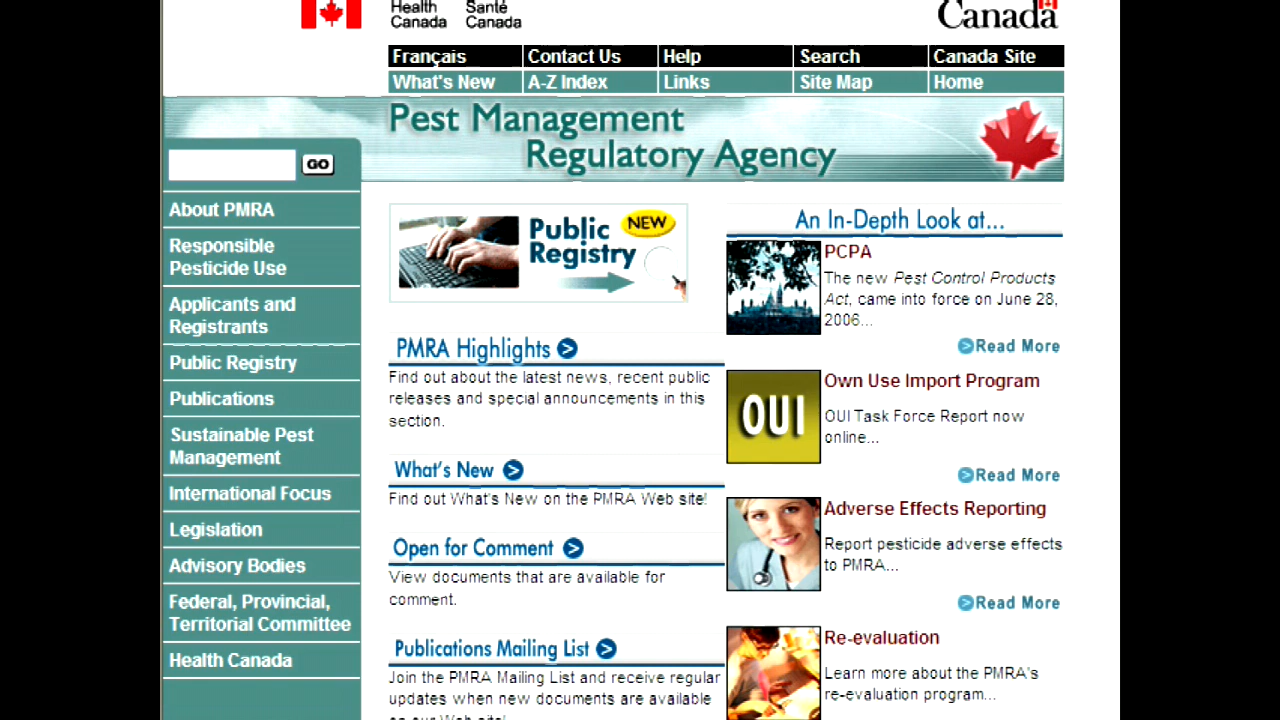 Health Canada
Santé Canada
Canada
Français Contact Us Help Search Canada Site
What's New A-Z Index Links Site Map Home
Pest Management
Regulatory Agency
GO
About PMRA
Responsible
Pesticide Use
Applicants and
Registrants
Public Registry
Publications
Sustainable Pest
Management
International Focus
Legislation
Advisory Bodies
Federal, Provincial,
Territorial Committee
Health Canada
Public
Registry
NEW
PMRA Highlights
Find out about the latest news, recent public
releases and special announcements in this
section.
What's New
Find out What's New on the PMRA Web site!
Open for Comment
View documents that are available for
comment.
Publications Mailing List
Join the PMRA Mailing List and receive regular
updates when new documents are available
on our Web site!
An In-Depth Look at...
PCPA
The new Pest Control Products
Act, came into force on June 28,
2006...
Read More
OUI
Own Use Import Program
OUI Task Force Report now
online...
Read More
Adverse Effects Reporting
Report pesticide adverse effects
to PMRA...
Read More
Re-evaluation
Learn more about the PMRA's
re-evaluation program...